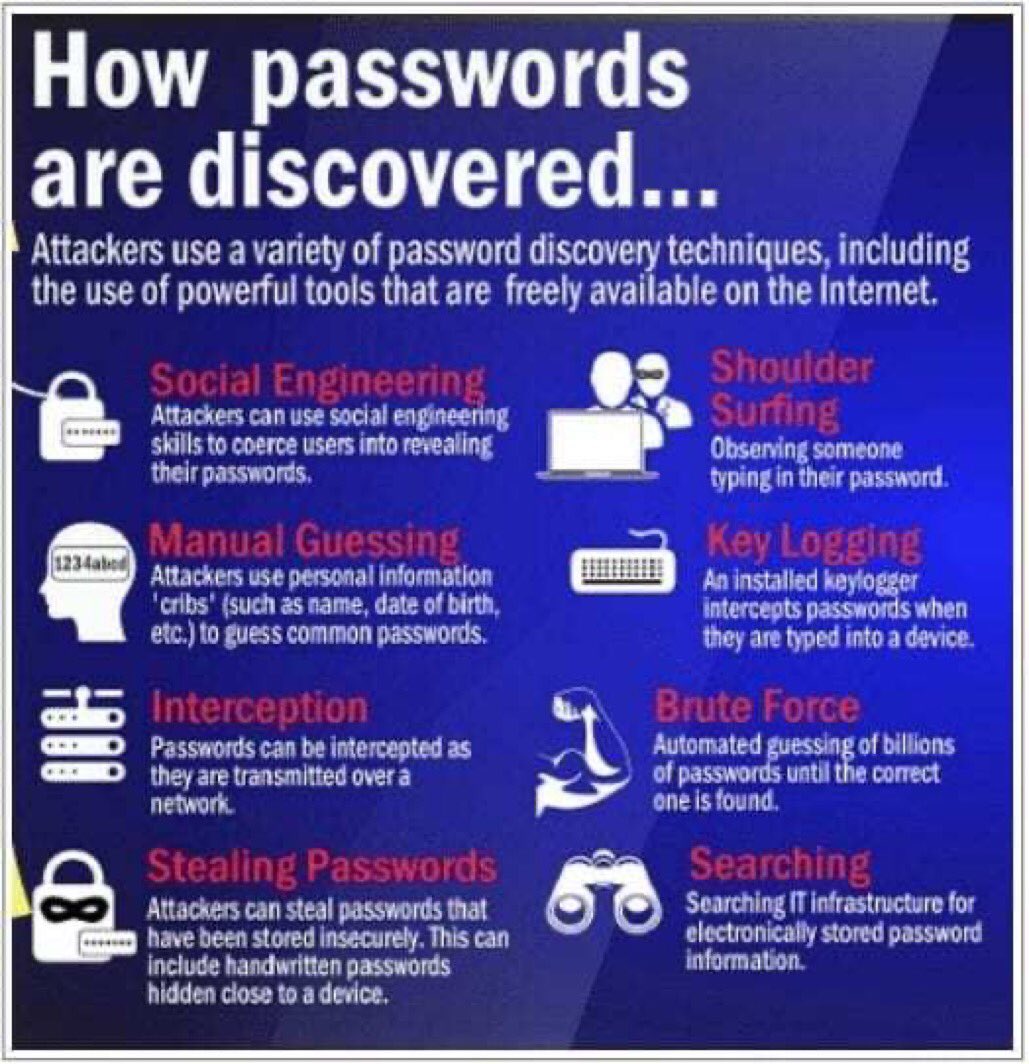 How passwords
are discovered...
Attackers use a variety of password discovery techniques, including
the use of powerful tools that are freely available on the Internet.
Social Engineering
Attackers can use social engineering
skills to coerce users into revealing
their passwords.
Shoulder
Surfing
Observing someone
typing in their password.
1234abcd
Manual Guessing
Attackers use personal information
'cribs' (such as name, date of birth,
etc.) to guess common passwords.
Key Logging
An installed keylogger
intercepts passwords when
they are typed into a device.
Interception
Passwords can be intercepted as
they are transmitted over a
network.
Brute Force
Automated guessing of billions
of passwords until the correct
one is found.
Stealing Passwords
Attackers can steal passwords that
have been stored insecurely. This can
include handwritten passwords
hidden close to a device.
Searching
Searching IT infrastructure for
electronically stored password
information.